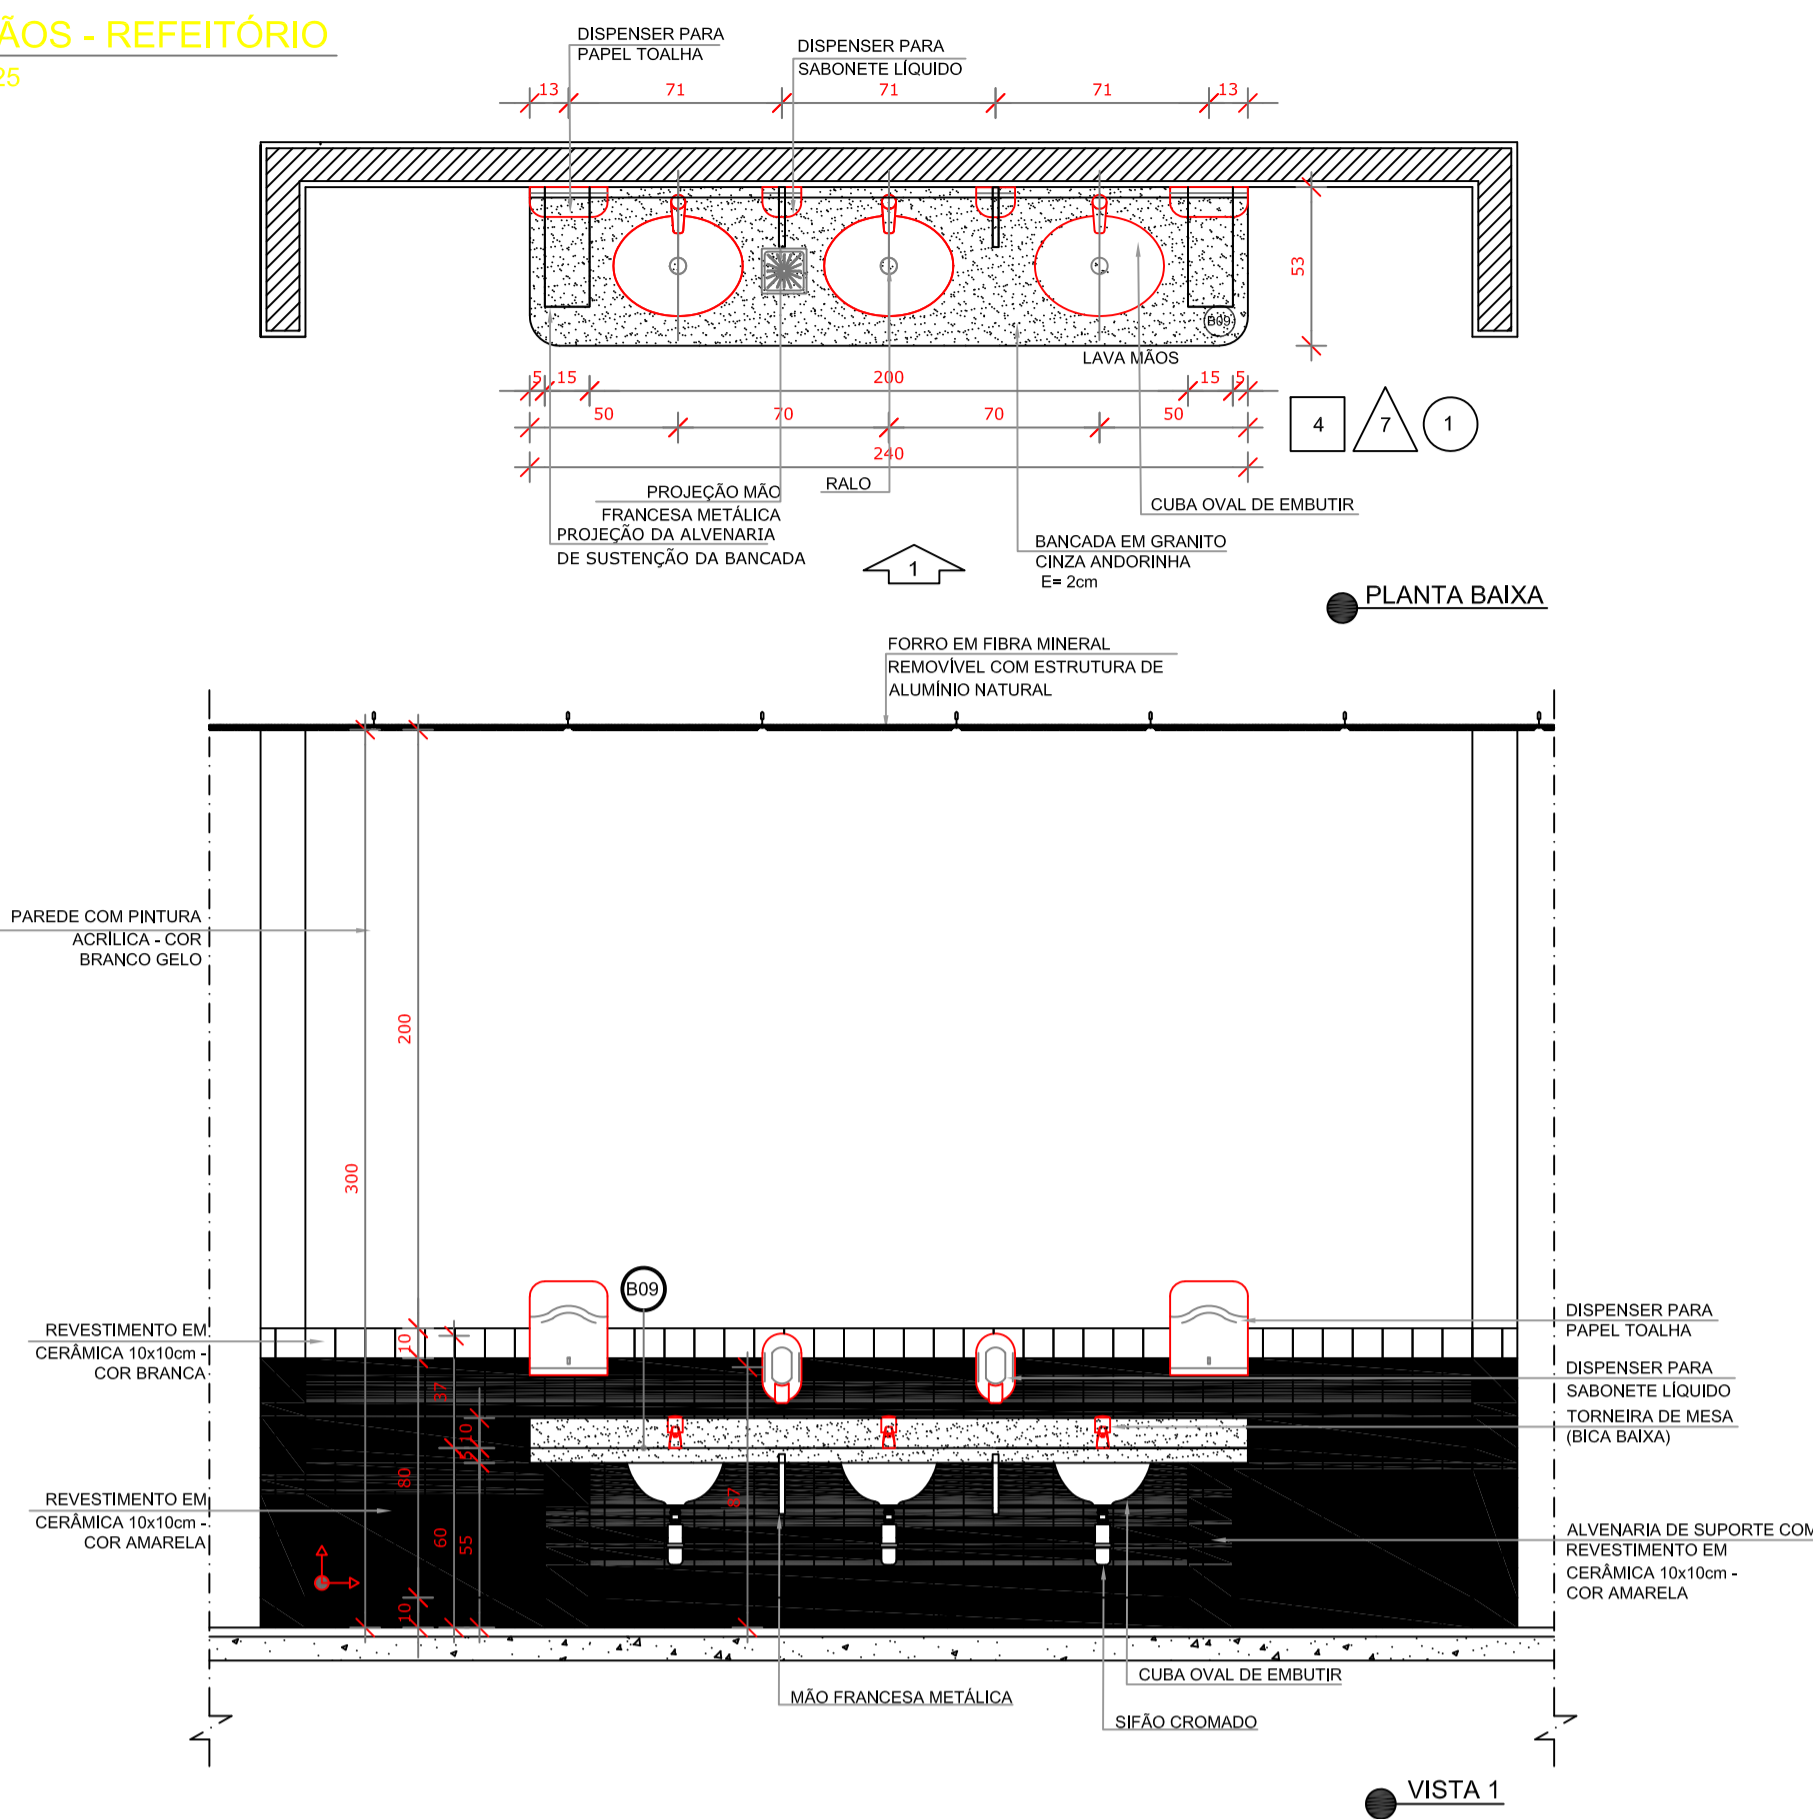 ÃOS - REFEITÓRIO
25
DISPENSER PARA
PAPEL TOALHA
DISPENSER PARA
SABONETE LÍQUIDO
13
71
71
71
13
53
B09
LAVA MÃOS
5
15
200
15
5
50
70
70
50
240
4
7
1
PROJEÇÃO MÃO
FRANCESA METÁLICA
RALO
PROJEÇÃO DA ALVENARIA
DE SUSTENÇÃO DA BANCADA
CUBA OVAL DE EMBUTIR
BANCADA EM GRANITO
CINZA ANDORINHA
E= 2cm
1
PLANTA BAIXA
FORRO EM FIBRA MINERAL
REMOVÍVEL COM ESTRUTURA DE
ALUMÍNIO NATURAL
PAREDE COM PINTURA
ACRÍLICA - COR
BRANCO GELO
200
300
B09
REVESTIMENTO EM
CERÂMICA 10x10cm -
COR BRANCA
10
37
10
5
80
87
60
55
10
REVESTIMENTO EM
CERÂMICA 10x10cm -
COR AMARELA
DISPENSER PARA
PAPEL TOALHA
DISPENSER PARA
SABONETE LÍQUIDO
TORNEIRA DE MESA
(BICA BAIXA)
ALVENARIA DE SUPORTE COM
REVESTIMENTO EM
CERÂMICA 10x10cm -
COR AMARELA
CUBA OVAL DE EMBUTIR
MÃO FRANCESA METÁLICA
SIFÃO CROMADO
VISTA 1